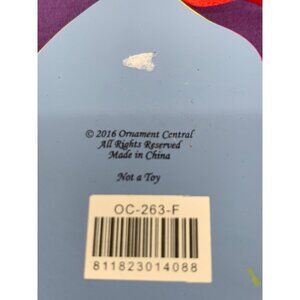 © 2016 Ornament Central
All Rights Reserved
Made in China
Not a Toy
OC-263-F
811823014088